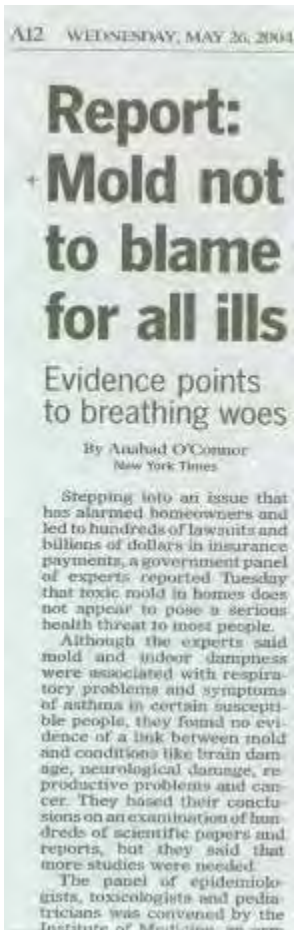 A12 WEDNESDAY, MAY 26, 2004
Report:
Mold not
to blame
for all ills
Evidence points
to breathing woes
By Anahad O'Connor
New York Times
Stepping into an issue that
has alarmed homeowners and
led to hundreds of lawsuits and
billions of dollars in insurance
payments, a government panel
of experts reported Tuesday
that toxic mold in homes does
not appear to pose a serious
health threat to most people.
Although the experts said
mold and indoor dampness
were associated with respira-
tory problems and symptoms
of asthma in certain suscepti-
ble people, they found no evi-
dence of a link between mold
and conditions like brain dam-
age, neurological damage, re-
productive problems and can-
cer. They based their conclu-
sions on an examination of hun-
dreds of scientific papers and
reports, but they said that
more studies were needed.
The panel of epidemiolo-
gists, toxicologists and pedia-
tricians was convened by the
Institute of Medicine, an